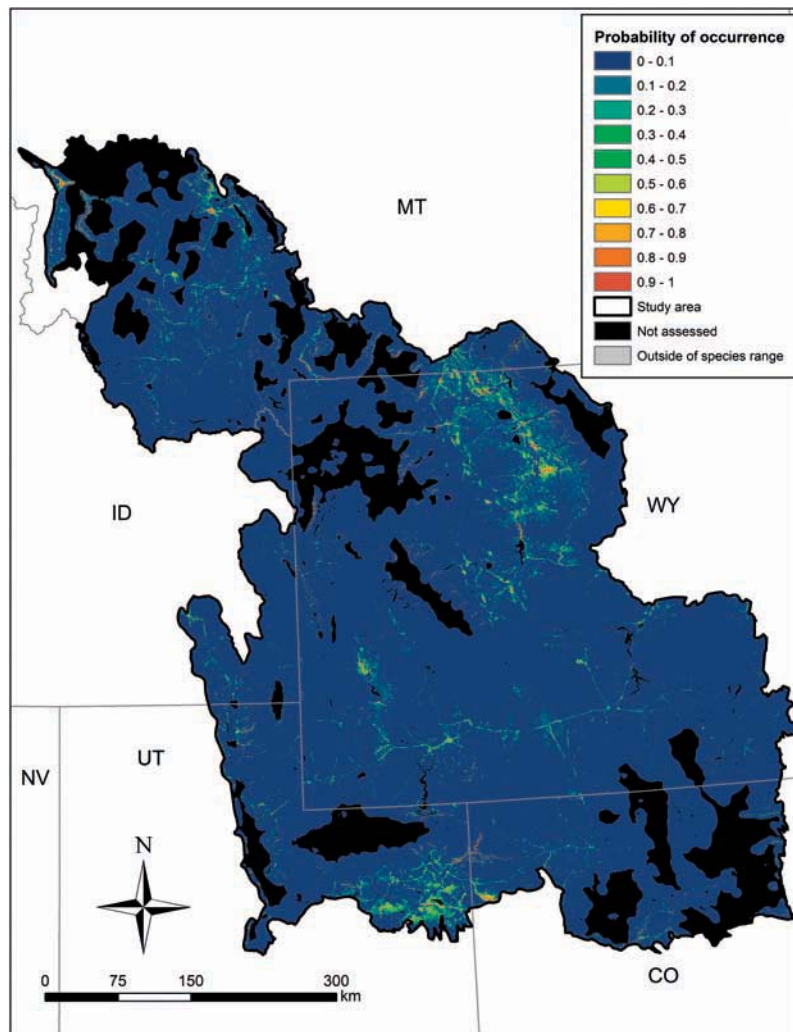 Probability of occurrence
0 - 0.1
0.1 - 0.2
0.2 - 0.3
0.3 - 0.4
0.4 - 0.5
0.5 - 0.6
0.6 - 0.7
0.7 - 0.8
0.8 - 0.9
0.9 - 1
Study area
Not assessed
Outside of species range
MT
ID
WY
NV
UT
N
CO
0 75 150 300
km